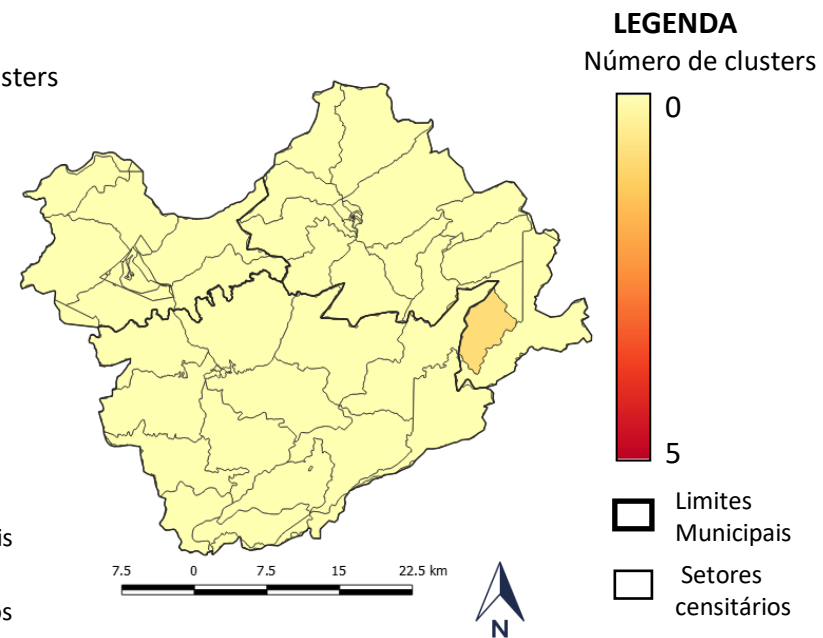 LEGENDA
Número de clusters
sters
0
5
Limites
Municipais
Setores
censitários
is
os
7.5 0 7.5 15 22.5 km
N